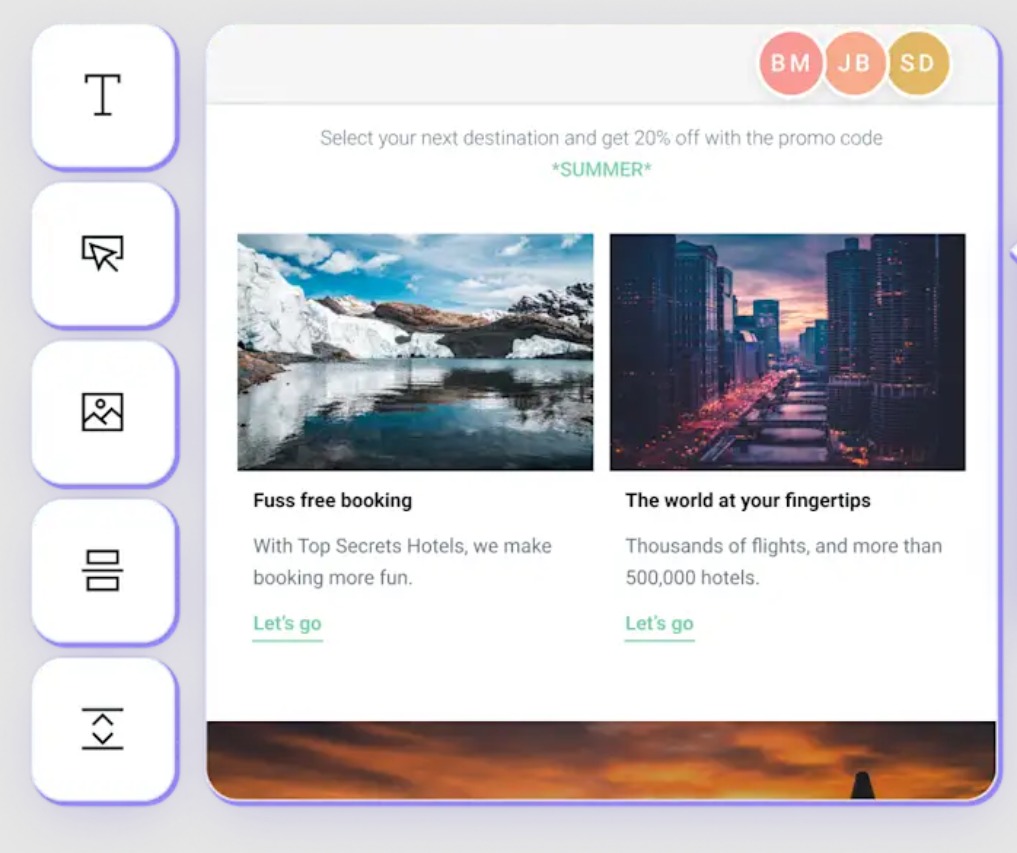 T
BM JB SD
Select your next destination and get 20% off with the promo code
*SUMMER*
Fuss free booking
With Top Secrets Hotels, we make
booking more fun.
Let's go
The world at your fingertips
Thousands of flights, and more than
500,000 hotels.
Let's go